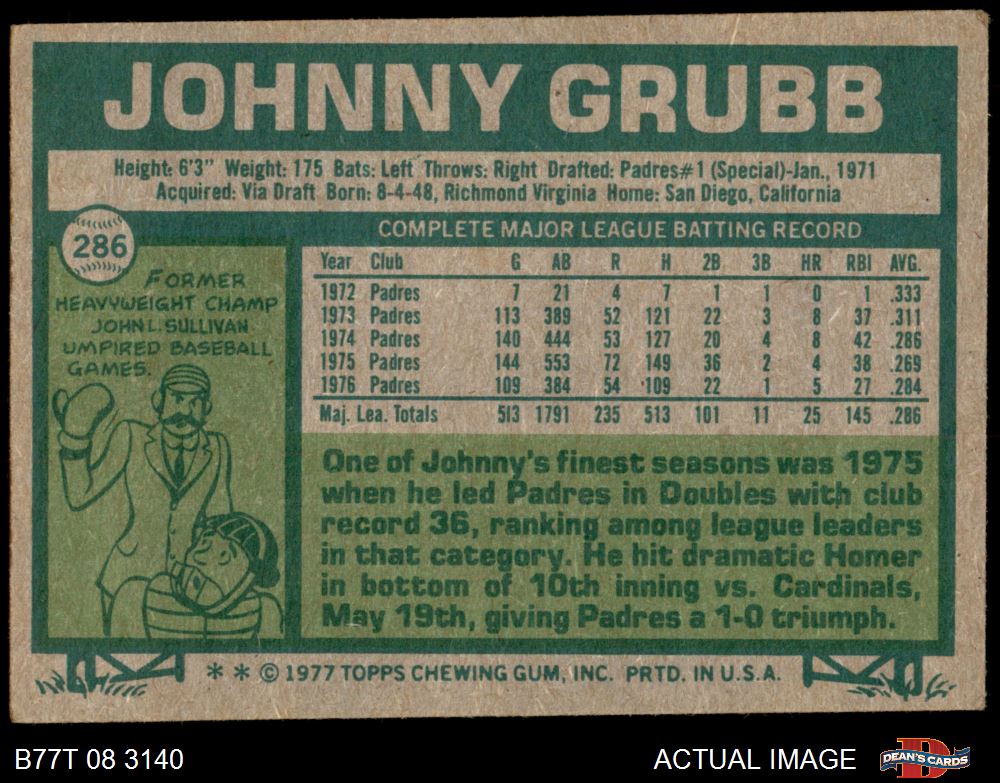 JOHNNY GRUBB
Height: 6'3" Weight: 175 Bats: Left Throws: Right Drafted: Padres#1 (Special)-Jan., 1971
Acquired: Via Draft Born: 8-4-48, Richmond Virginia Home: San Diego, California
286
FORMER
HEAVYWEIGHT CHAMP
JOHN L. SULLIVAN
UMPIRED BASEBALL
GAMES.
COMPLETE MAJOR LEAGUE BATTING RECORD
Year Club G AB R H 2B 3B HR RBI AVG.
1972 Padres 7 21 4 7 1 1 0 1 .333
1973 Padres 113 389 52 121 22 3 8 37 .311
1974 Padres 140 444 53 127 20 4 8 42 .286
1975 Padres 144 553 72 149 36 2 4 38 .269
1976 Padres 109 384 54 109 22 1 5 27 .284
Maj. Lea. Totals 513 1791 235 513 101 11 25 145 .286
One of Johnny's finest seasons was 1975
when he led Padres in Doubles with club
record 36, ranking among league leaders
in that category. He hit dramatic Homer
in bottom of 10th inning vs. Cardinals,
May 19th, giving Padres a 1-0 triumph.
* * © 1977 TOPPS CHEWING GUM, INC. PRTD. IN U.S.A.
B77T 08 3140
ACTUAL IMAGE
DEAN'S CARDS